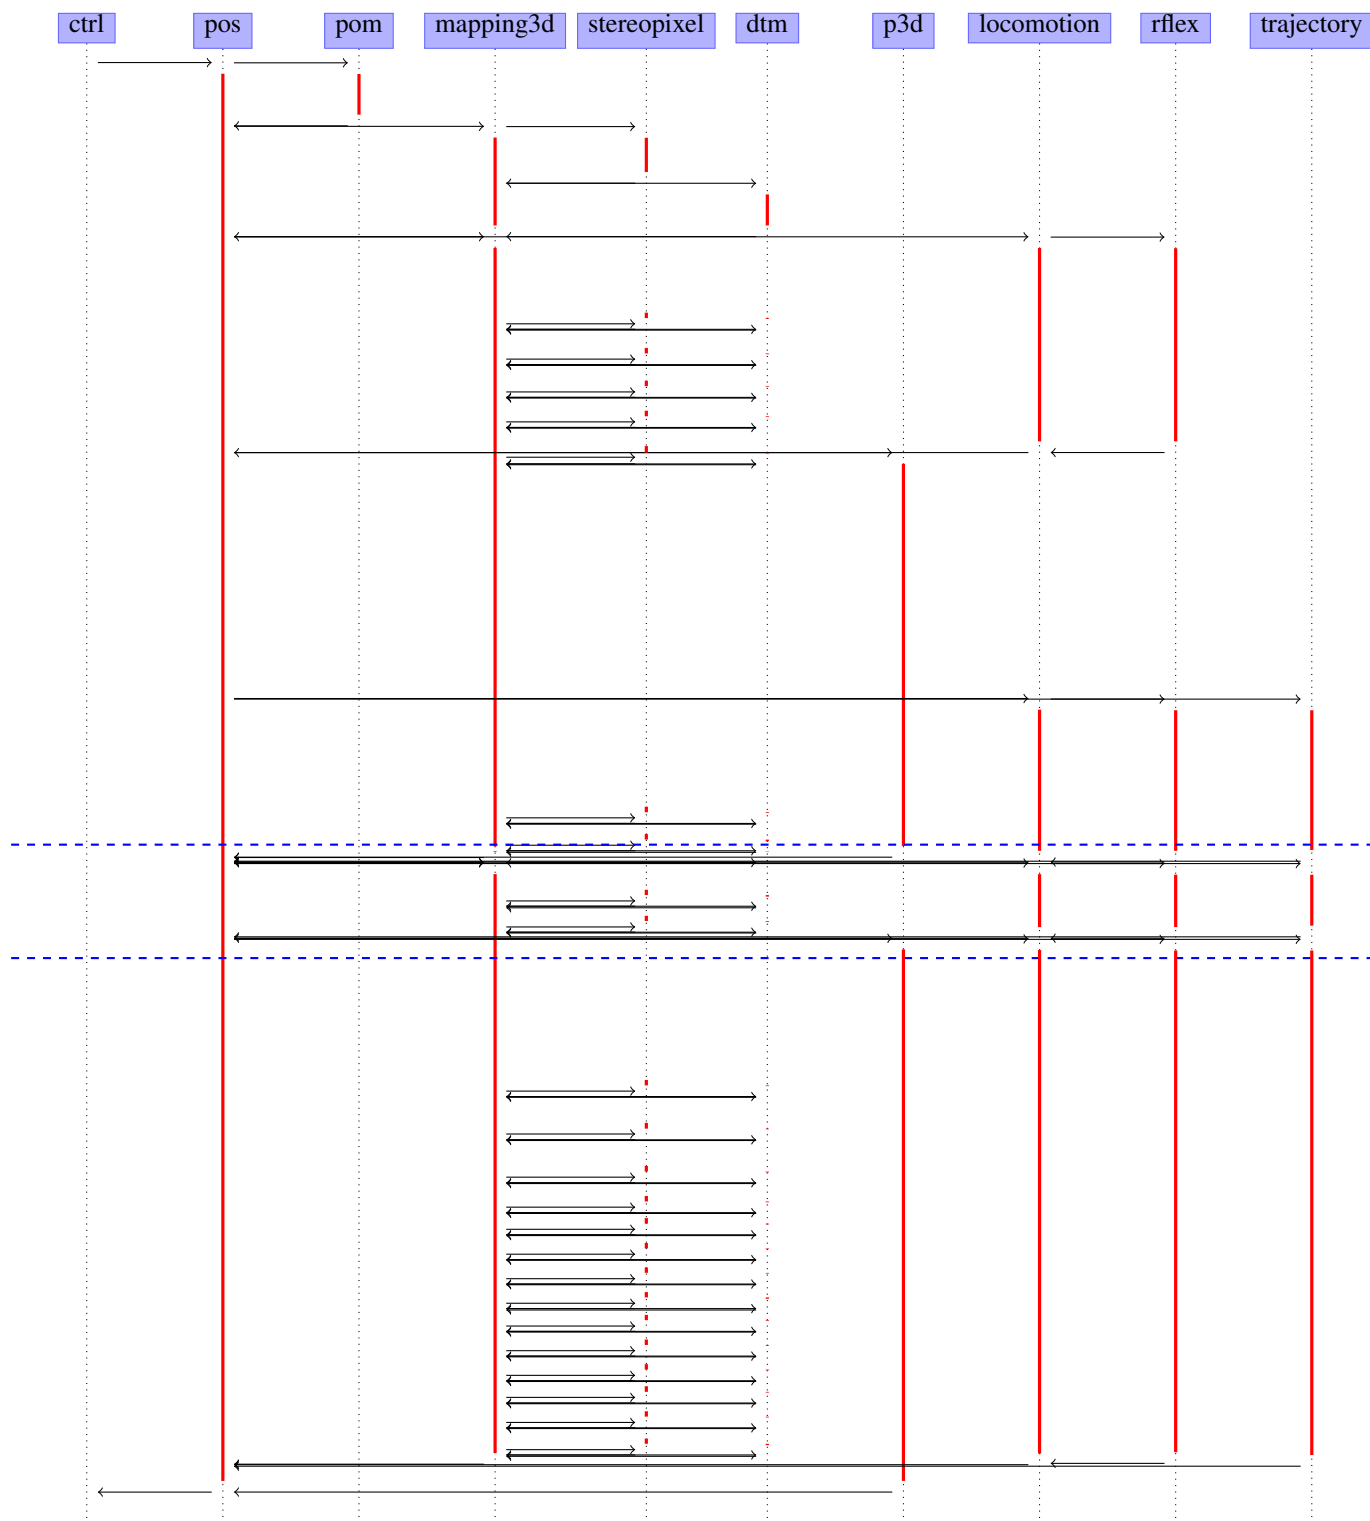 ctrl pos pom mapping3d stereopixel dtm p3d locomotion rflex trajectory